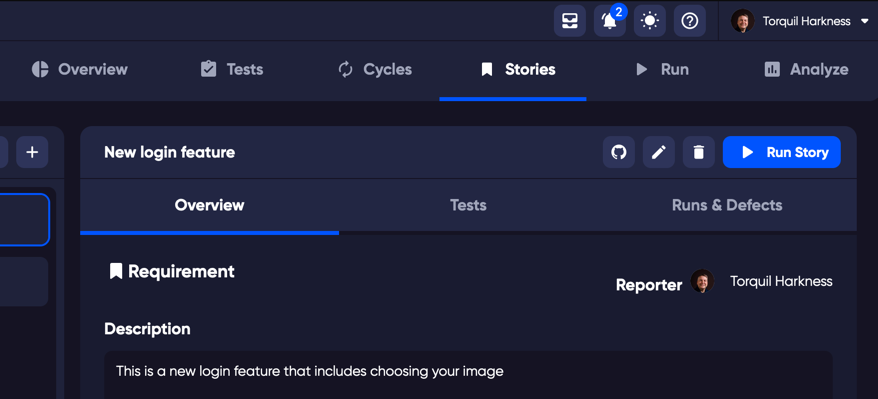 2
Torquil Harkness
Overview Tests Cycles Stories Run Analyze
New login feature
Run Story
Overview Tests Runs & Defects
Requirement
Reporter Torquil Harkness
Description
This is a new login feature that includes choosing your image